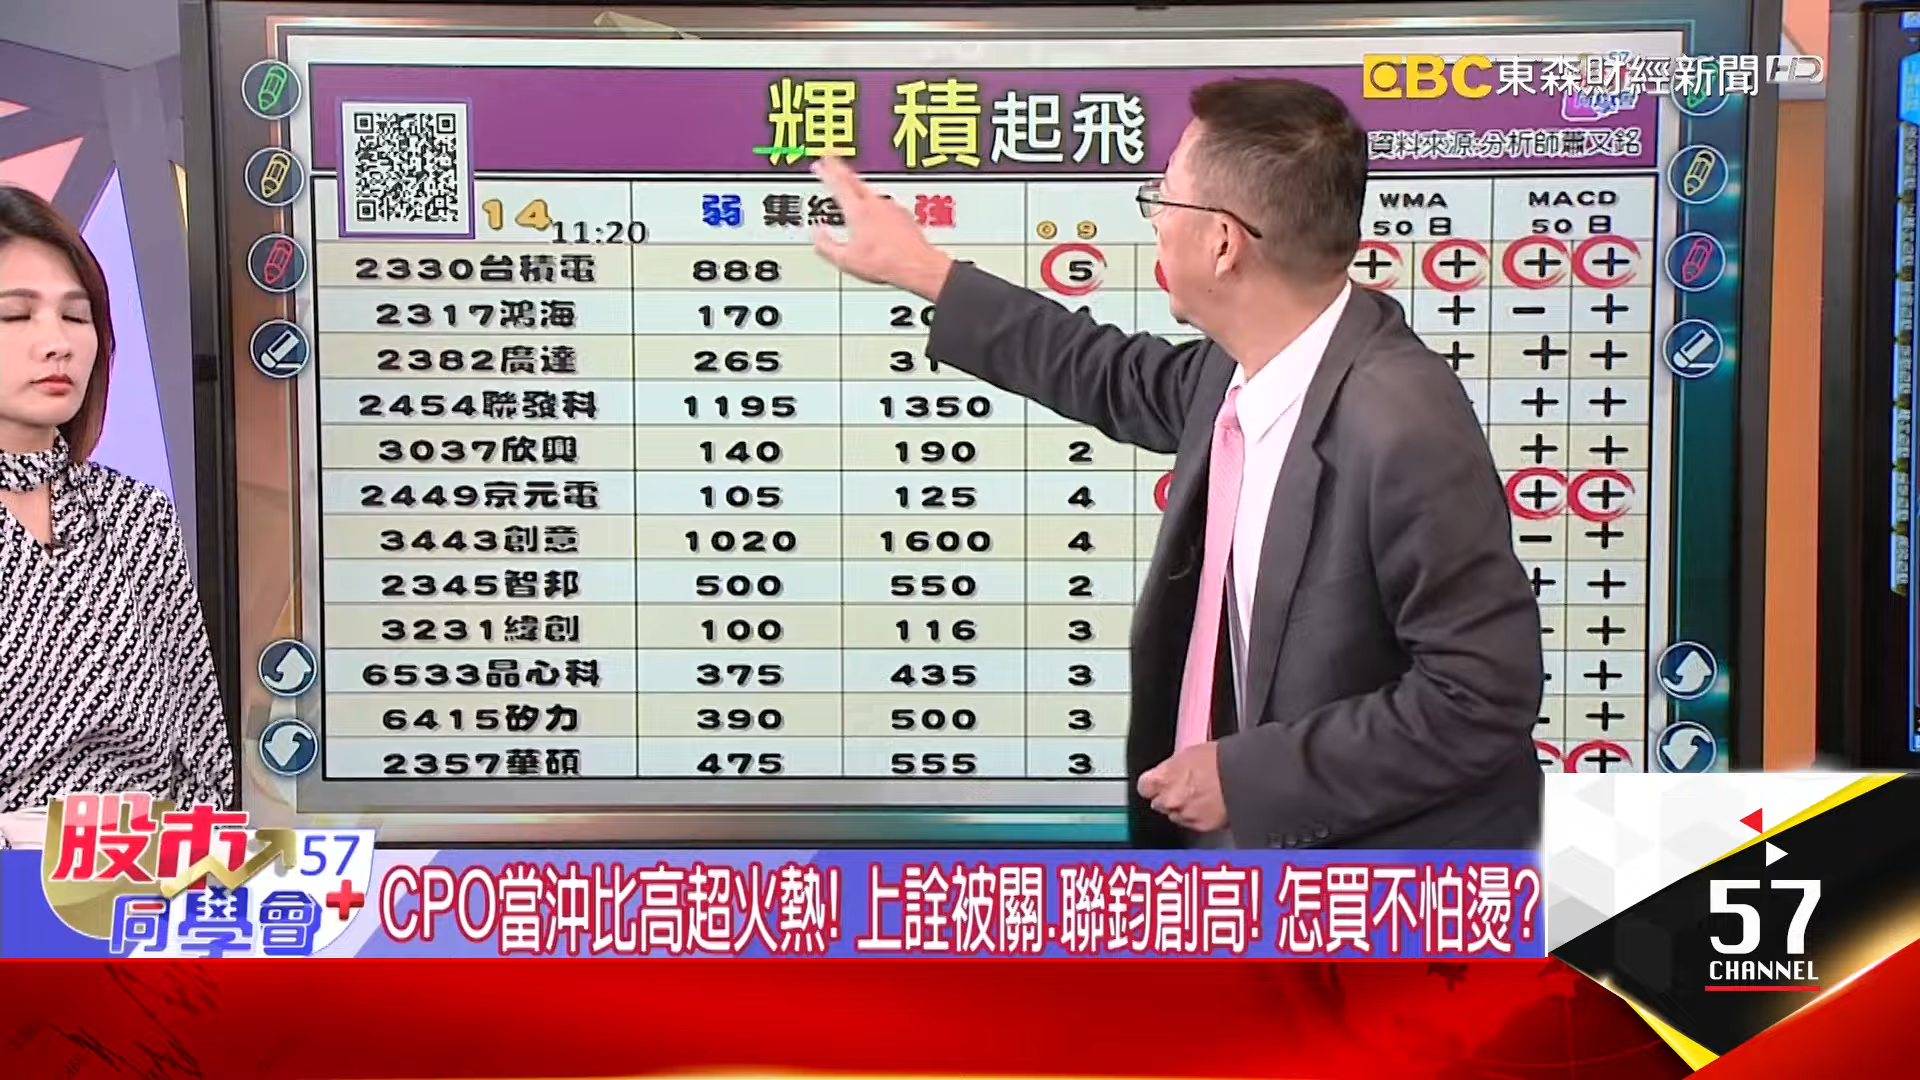 EBC 東森財經新聞 HD
輝 積起飛
資料來源:分析師蕭又銘
14 11:20
弱 集結 強
09
WMA
50日
MACD
50日
2330台積電 888 5 + + + +
2317鴻海 170 + - +
2382廣達 265 + + +
2454聯發科 1195 1350 + +
3037欣興 140 190 2 + +
2449京元電 105 125 4 + +
3443創意 1020 1600 4 - +
2345智邦 500 550 2 + +
3231緯創 100 116 3 +
6533晶心科 375 435 3 +
6415矽力 390 500 3 +
2357華碩 475 555 3 +
股市57
同學會+
CPO當沖比高超火熱!上詮被關.聯鈞創高!怎買不怕燙?
57
CHANNEL